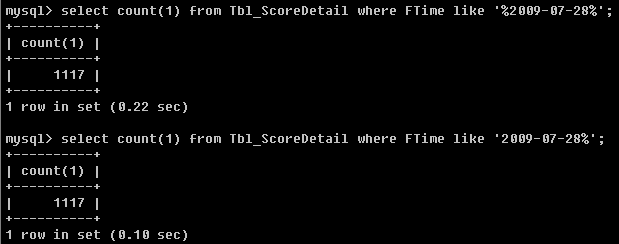 mysql> select count(1) from Tbl_ScoreDetail where FTime like '%2009-07-28%';
+----------+
| count(1) |
+----------+
|     1117 |
+----------+
1 row in set (0.22 sec)
mysql> select count(1) from Tbl_ScoreDetail where FTime like '2009-07-28%';
+----------+
| count(1) |
+----------+
|     1117 |
+----------+
1 row in set (0.10 sec)